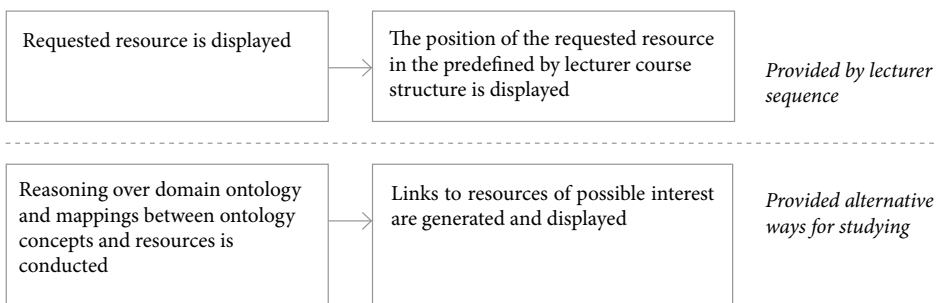 Requested resource is displayed
The position of the requested resource
in the predefined by lecturer course
structure is displayed
Provided by lecturer
sequence
Reasoning over domain ontology
and mappings between ontology
concepts and resources is
conducted
Links to resources of possible interest
are generated and displayed
Provided alternative
ways for studying